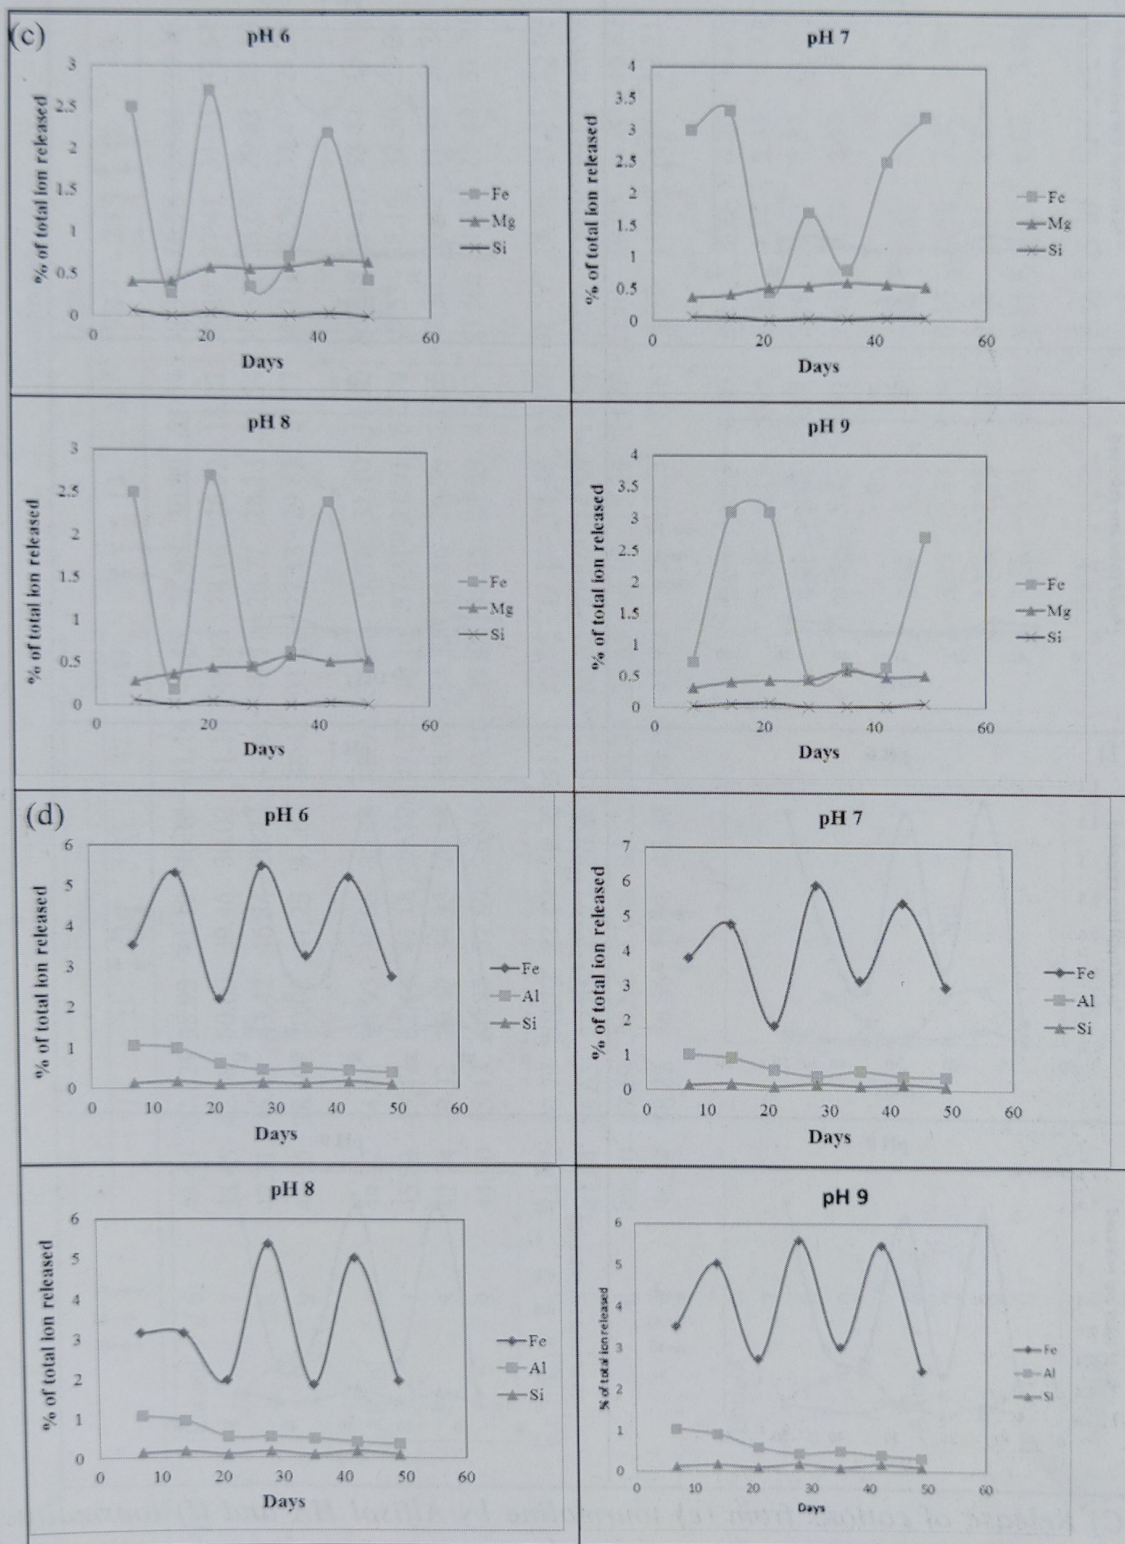 (c)
pH 6
3
2.5
2
1.5
1
0.5
0
0 20 40 60
% of total ion released
Days
Fe
Mg
Si
pH 7
4
3.5
3
2.5
2
1.5
1
0.5
0
0 20 40 60
% of total ion released
Days
Fe
Mg
Si
pH 8
3
2.5
2
1.5
1
0.5
0
0 20 40 60
% of total ion released
Days
Fe
Mg
Si
pH 9
4
3.5
3
2.5
2
1.5
1
0.5
0
0 20 40 60
% of total ion released
Days
Fe
Mg
Si
(d)
pH 6
6
5
4
3
2
1
0
0 10 20 30 40 50 60
% of total ion released
Days
Fe
Al
Si
pH 7
7
6
5
4
3
2
1
0
0 10 20 30 40 50 60
% of total ion released
Days
Fe
Al
Si
pH 8
6
5
4
3
2
1
0
0 10 20 30 40 50 60
% of total ion released
Days
Fe
Al
Si
pH 9
6
5
4
3
2
1
0
0 10 20 30 40 50 60
% of total ion released
Days
Fe
Al
Si